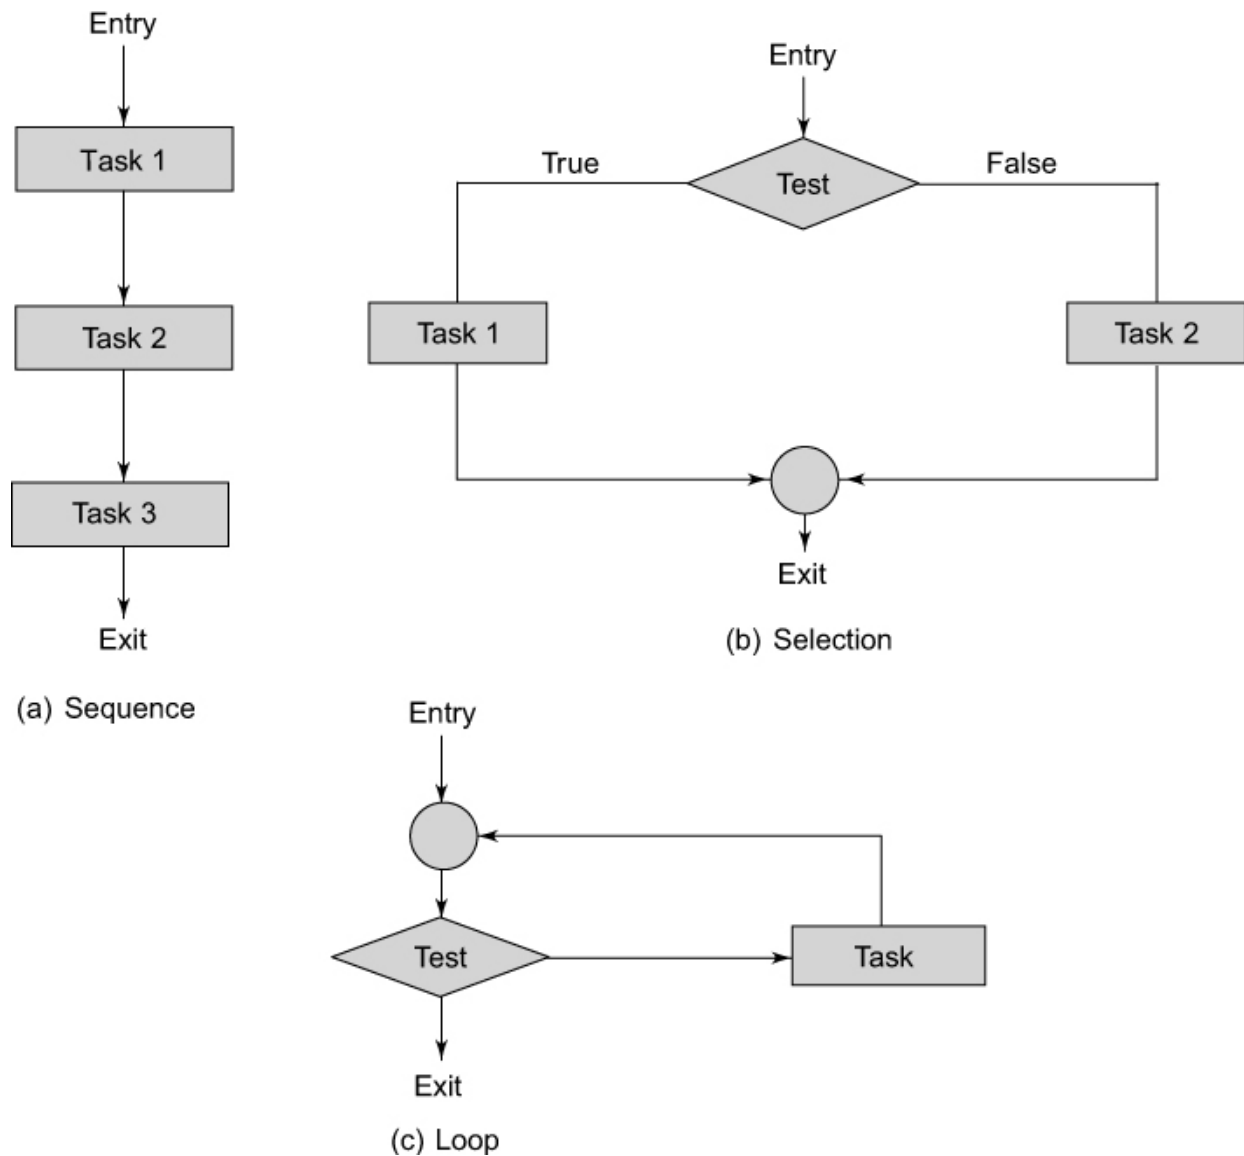 Entry
Task 1
Task 2
Task 3
Exit
(a) Sequence
Entry
True
Test
False
Task 1
Task 2
Exit
(b) Selection
Entry
Test
Task
Exit
(c) Loop